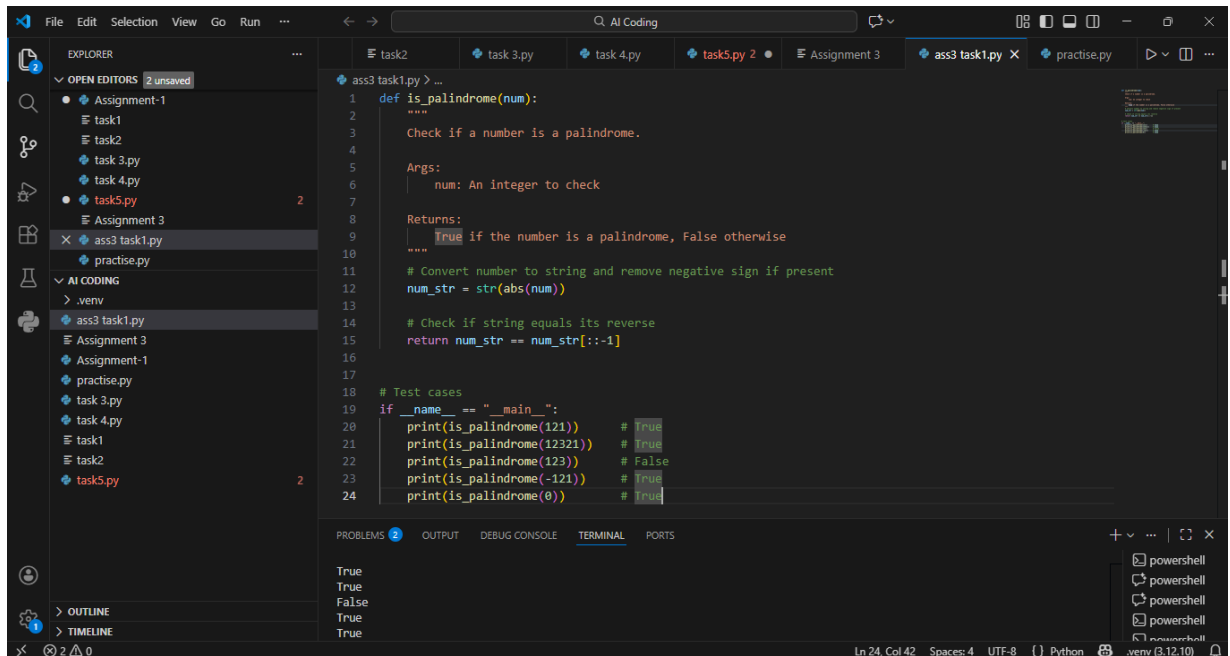 File Edit Selection View Go Run ···
AI Coding
EXPLORER ···
OPEN EDITORS 2 unsaved
Assignment-1
task1
task2
task 3.py
task 4.py
task5.py 2
Assignment 3
ass3 task1.py
practise.py
AI CODING
.venv
ass3 task1.py
Assignment 3
Assignment-1
practise.py
task 3.py
task 4.py
task1
task2
task5.py 2
OUTLINE
TIMELINE
task2 task 3.py task 4.py task5.py 2 Assignment 3 ass3 task1.py practise.py
ass3 task1.py > ...
1 def is_palindrome(num):
2 """
3 Check if a number is a palindrome.
4
5 Args:
6 num: An integer to check
7
8 Returns:
9 True if the number is a palindrome, False otherwise
10 """
11 # Convert number to string and remove negative sign if present
12 num_str = str(abs(num))
13
14 # Check if string equals its reverse
15 return num_str == num_str[::-1]
16
17
18 # Test cases
19 if __name__ == "__main__":
20 print(is_palindrome(121)) # True
21 print(is_palindrome(12321)) # True
22 print(is_palindrome(123)) # False
23 print(is_palindrome(-121)) # True
24 print(is_palindrome(0)) # True
PROBLEMS 2 OUTPUT DEBUG CONSOLE TERMINAL PORTS
True
True
False
True
True
powershell
powershell
powershell
powershell
powershell
2 0 Ln 24, Col 42 Spaces: 4 UTF-8 {} Python .venv (3.12.10)